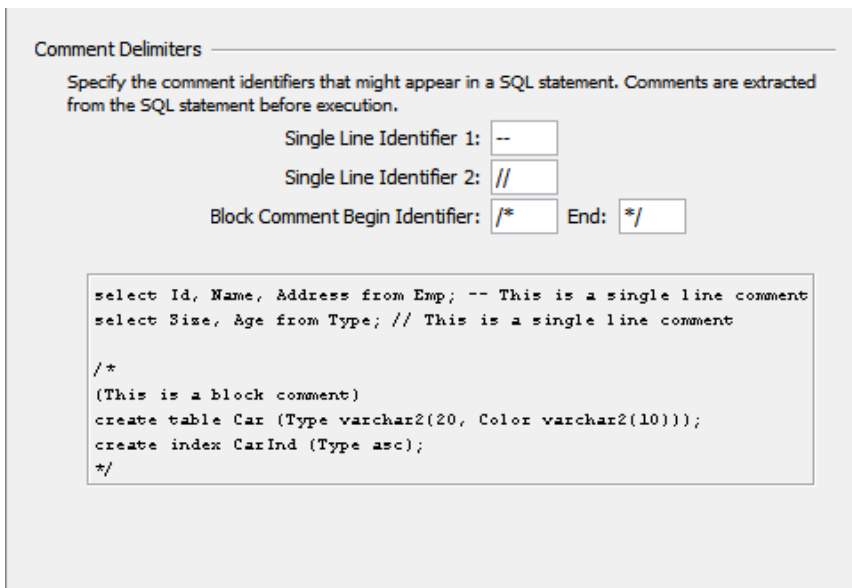 Comment Delimiters
Specify the comment identifiers that might appear in a SQL statement. Comments are extracted
from the SQL statement before execution.
Single Line Identifier 1: --
Single Line Identifier 2: //
Block Comment Begin Identifier: /* End: */
select Id, Name, Address from Emp; -- This is a single line comment
select Size, Age from Type; // This is a single line comment
/*
(This is a block comment)
create table Car (Type varchar2(20, Color varchar2(10)));
create index CarInd (Type asc);
*/